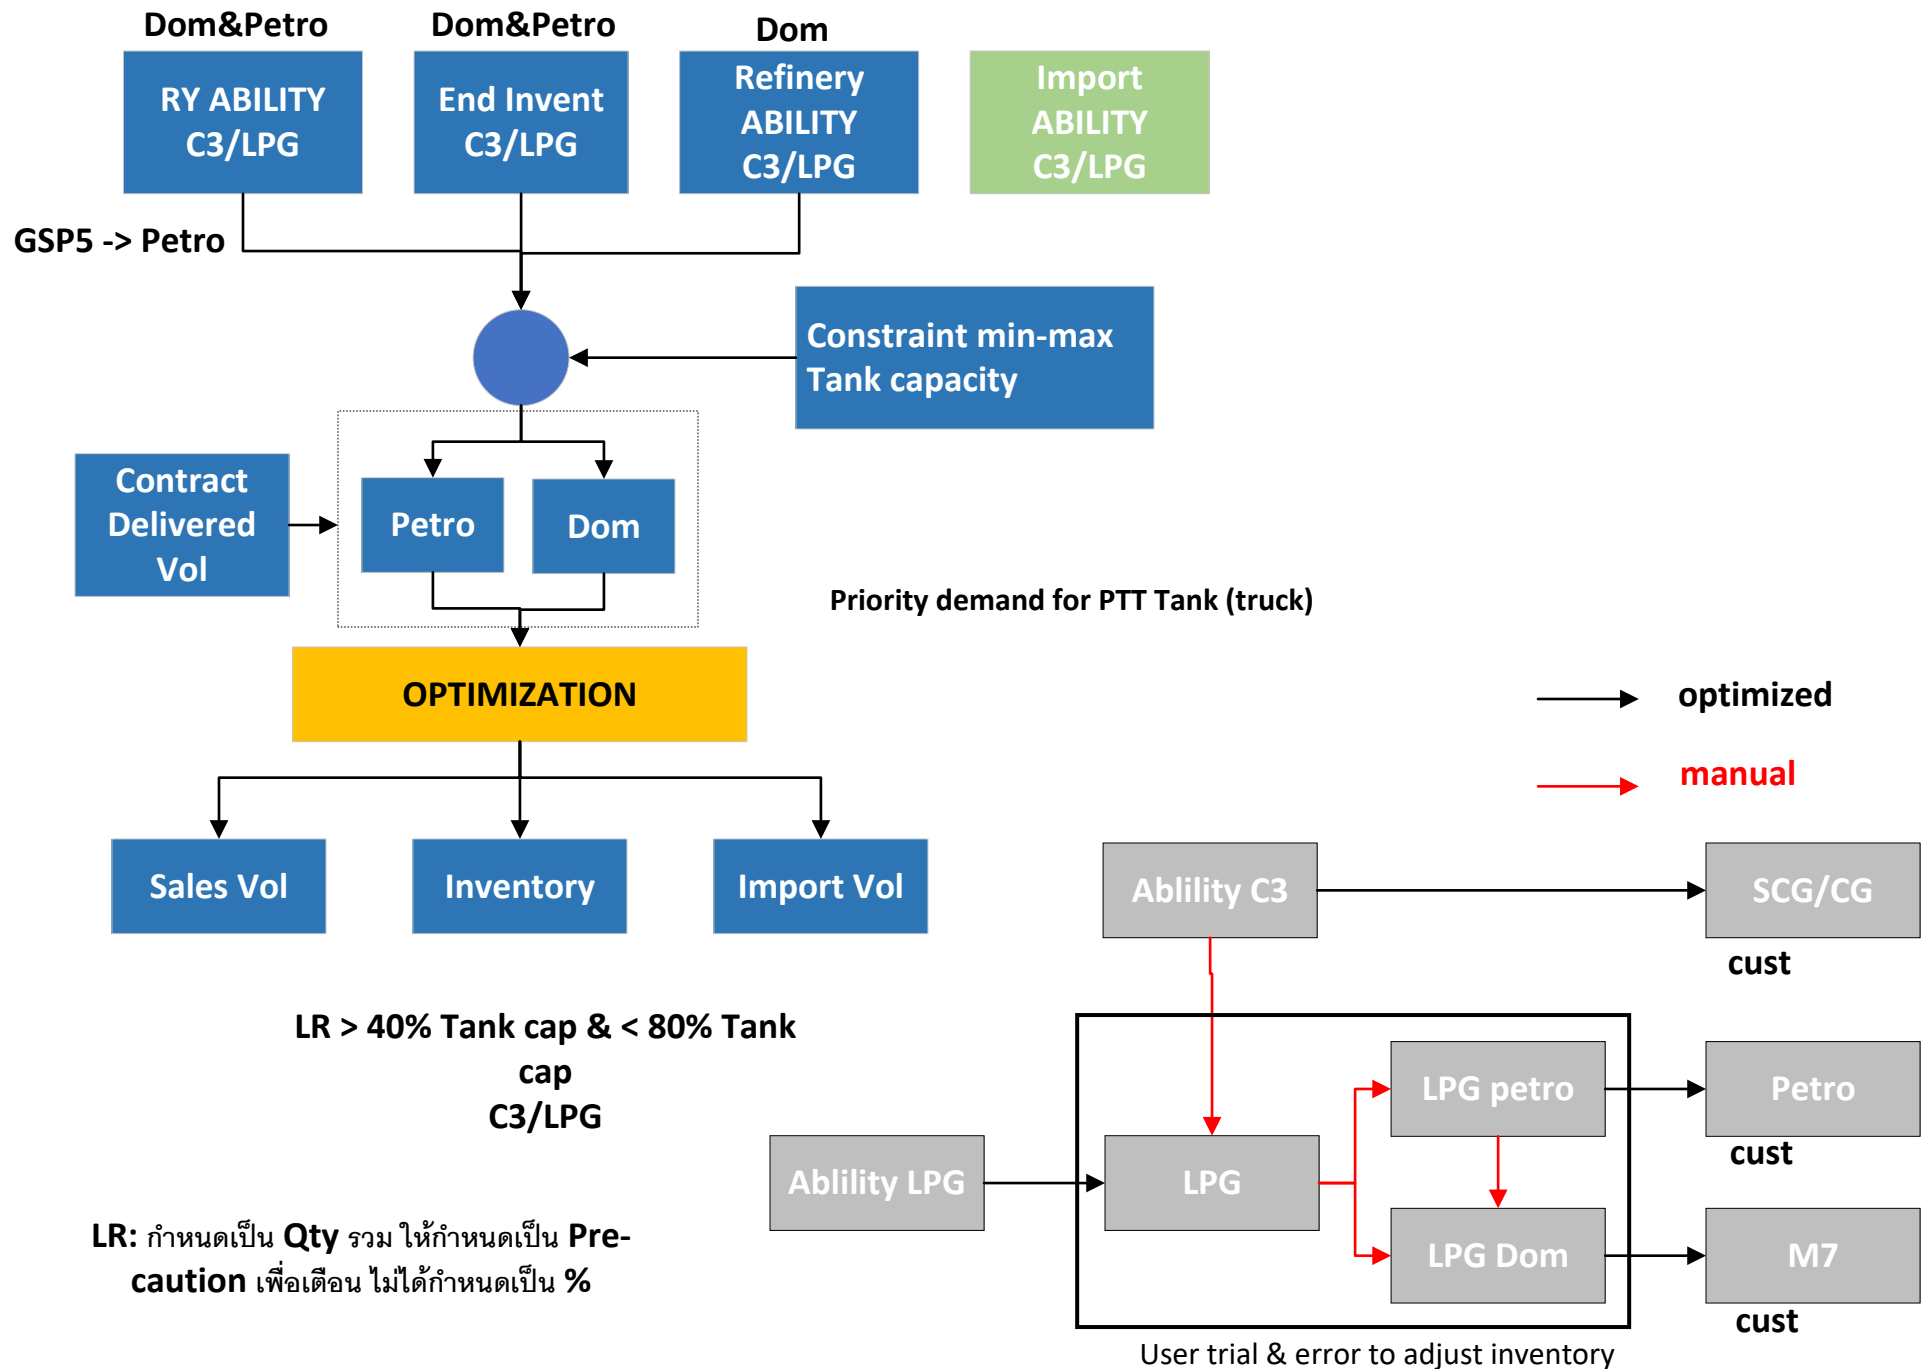 Dom&Petro
Dom&Petro
Dom
RY ABILITY
C3/LPG
End Invent
C3/LPG
Refinery
ABILITY
C3/LPG
Import
ABILITY
C3/LPG
GSP5 -> Petro
Constraint min-max
Tank capacity
Contract
Delivered
Vol
Petro
Dom
Priority demand for PTT Tank (truck)
OPTIMIZATION
optimized
manual
Sales Vol
Inventory
Import Vol
Ablility C3
SCG/CG
cust
LR > 40% Tank cap & < 80% Tank
cap
C3/LPG
LPG petro
Petro
cust
Ablility LPG
LPG
LPG Dom
M7
cust
LR: กำหนดเป็น Qty รวม ให้กำหนดเป็น Pre-
caution เพื่อเตือน ไม่ได้กำหนดเป็น %
User trial & error to adjust inventory